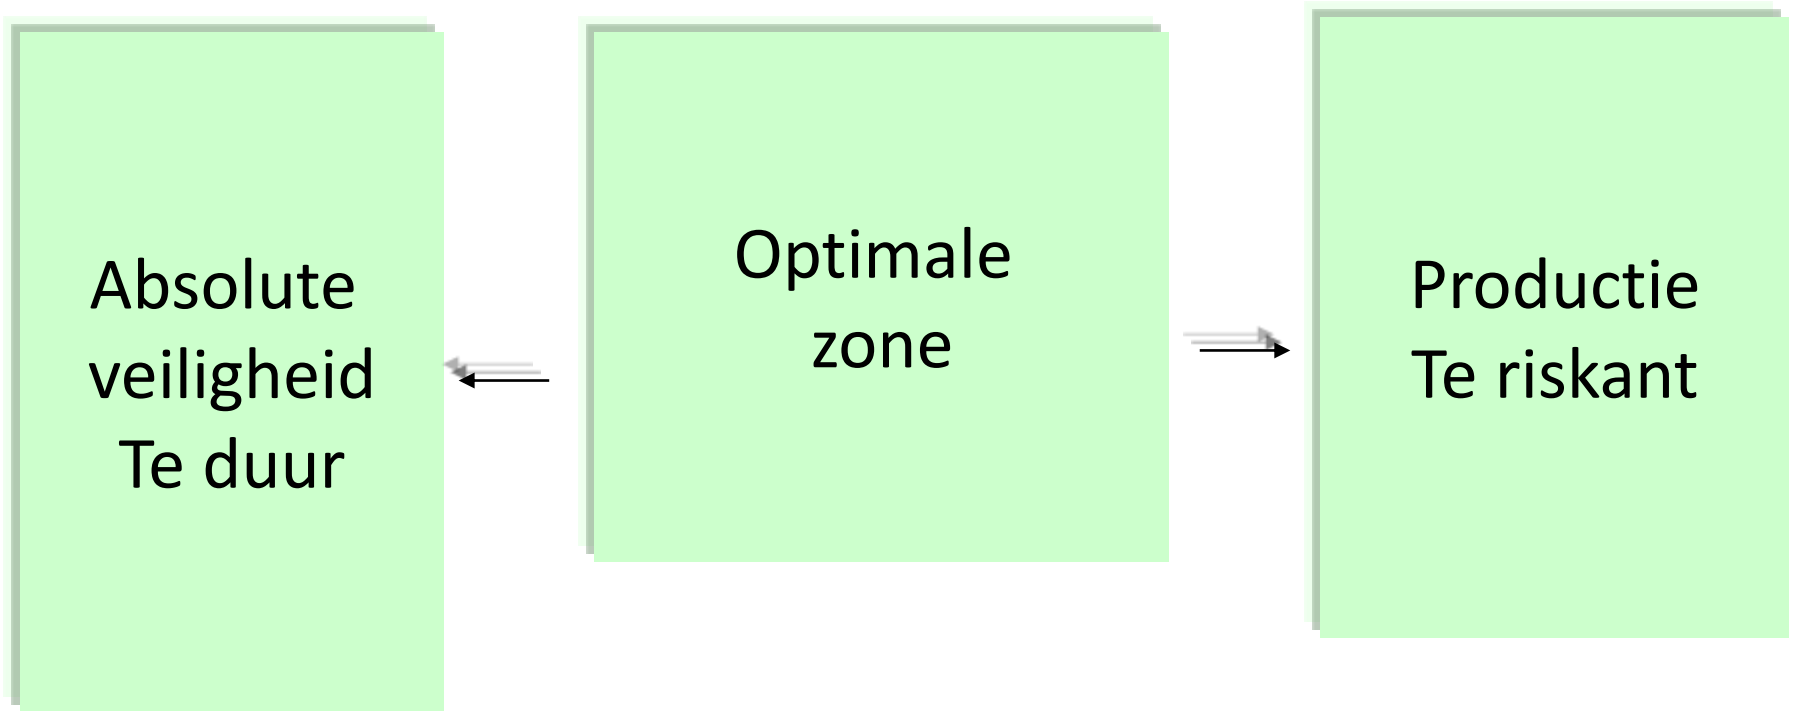 Absolute
veiligheid
Te duur
Optimale
zone
Productie
Te riskant